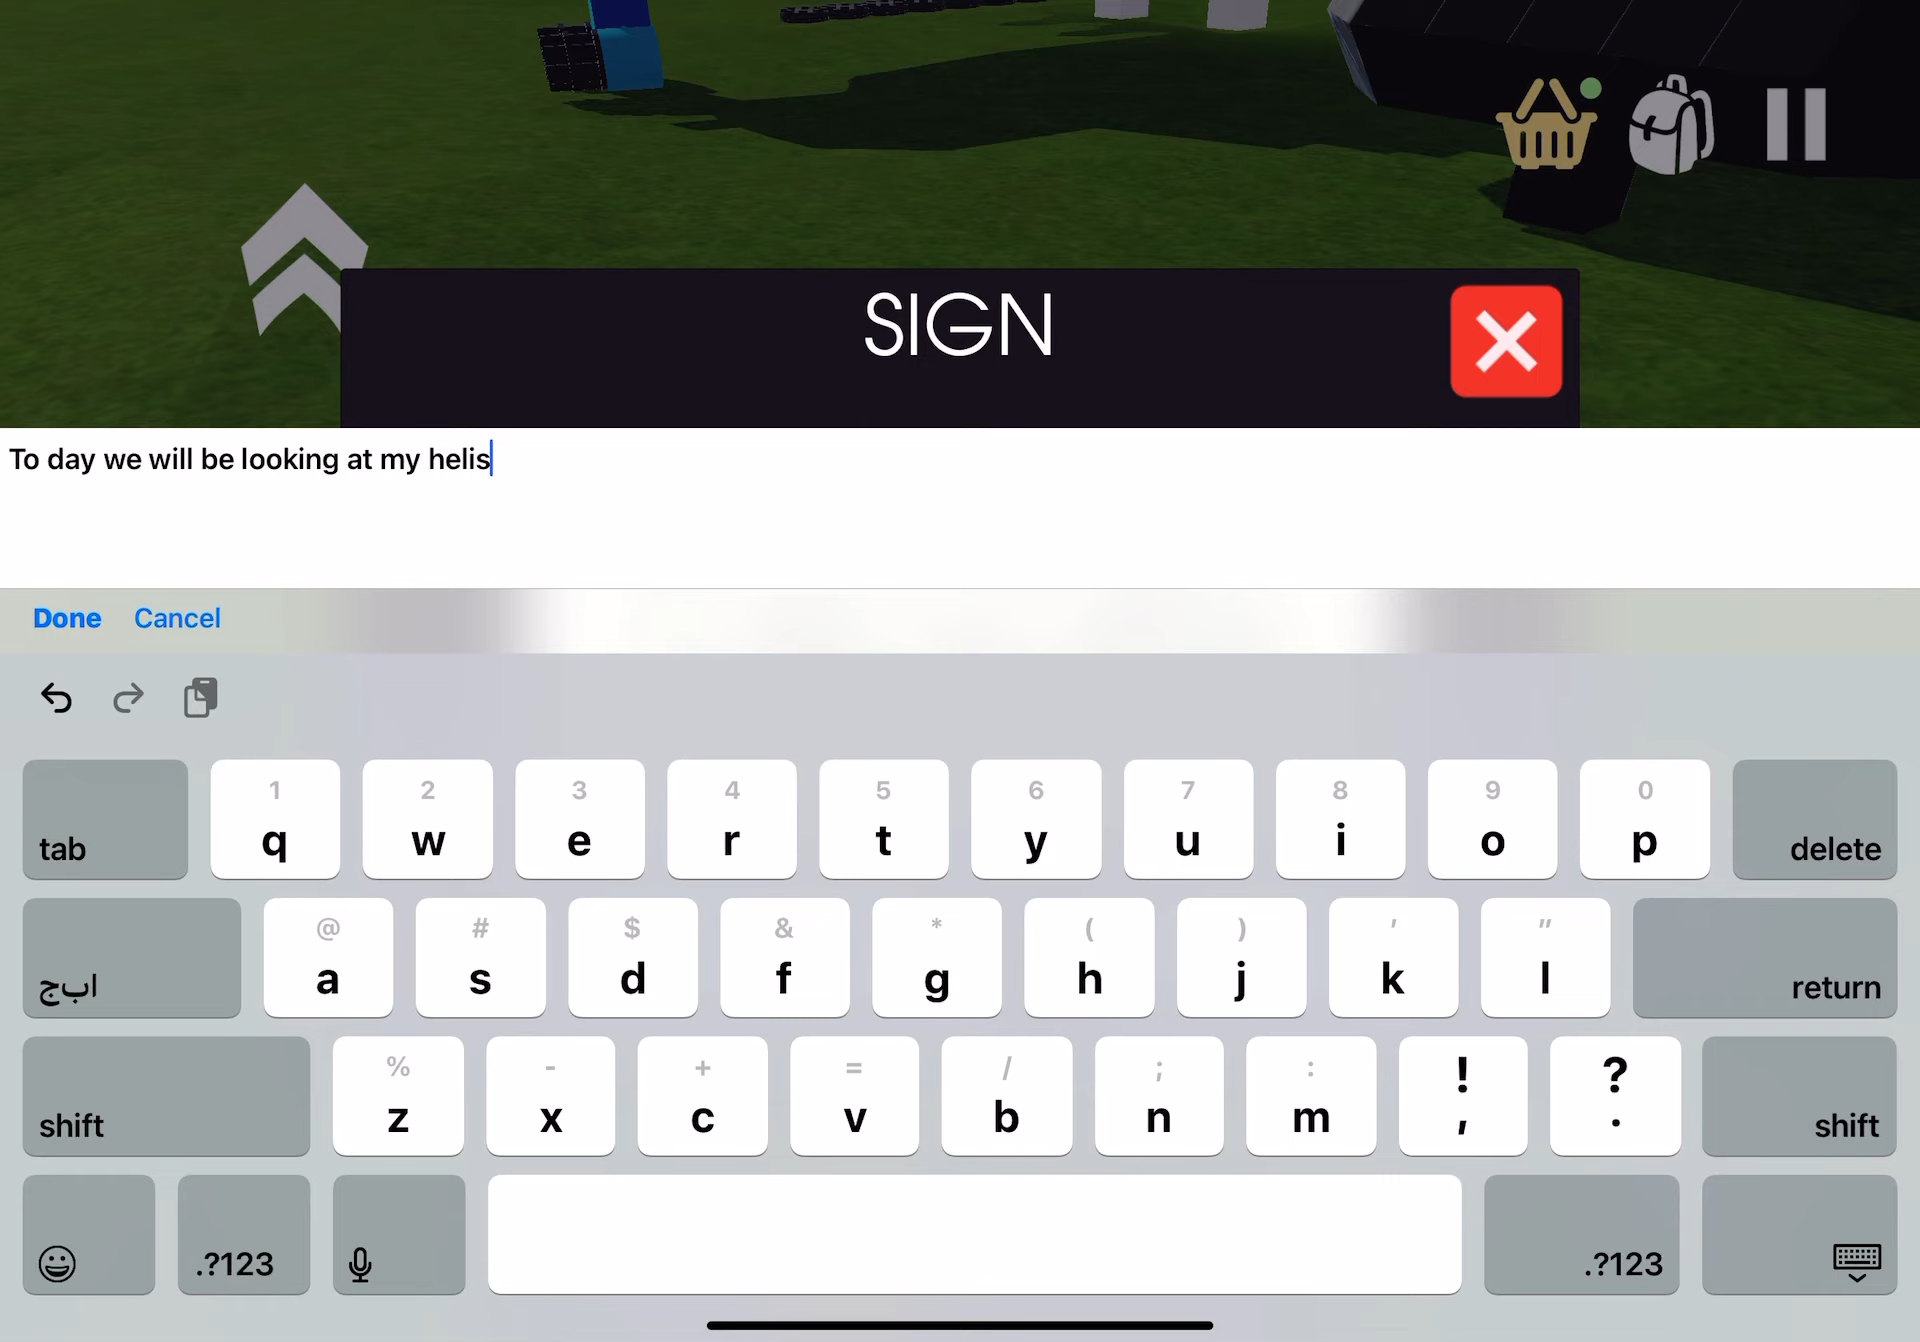 SIGN
To day we will be looking at my helis
Done Cancel
1 2 3 4 5 6 7 8 9 0
tab q w e r t y u i o p delete
@ # $ & * ( ) ' "
ابج a s d f g h j k l return
% - + = / ; : ! ?
shift z x c v b n m , . shift
.?123 .?123